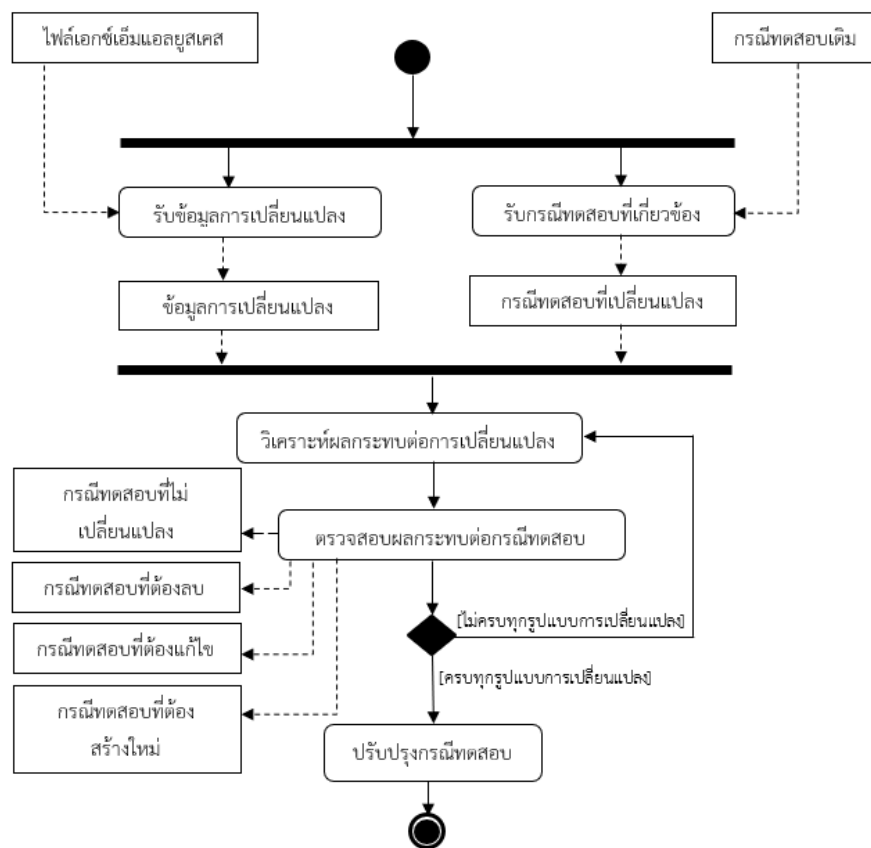 ไฟล์เอกซ์เอ็มแอลยูสเคส
กรณีทดสอบเดิม
รับข้อมูลการเปลี่ยนแปลง
รับกรณีทดสอบที่เกี่ยวข้อง
ข้อมูลการเปลี่ยนแปลง
กรณีทดสอบที่เปลี่ยนแปลง
วิเคราะห์ผลกระทบต่อการเปลี่ยนแปลง
กรณีทดสอบที่ไม่
เปลี่ยนแปลง
ตรวจสอบผลกระทบต่อกรณีทดสอบ
กรณีทดสอบที่ต้องลบ
[ไม่ครบทุกรูปแบบการเปลี่ยนแปลง]
กรณีทดสอบที่ต้องแก้ไข
[ครบทุกรูปแบบการเปลี่ยนแปลง]
กรณีทดสอบที่ต้อง
สร้างใหม่
ปรับปรุงกรณีทดสอบ